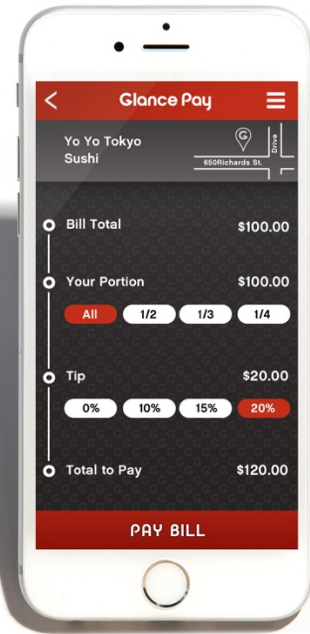 Glance Pay
Yo Yo Tokyo
Sushi
G
Drive
650Richards St.
Bill Total $100.00
Your Portion $100.00
All 1/2 1/3 1/4
Tip $20.00
0% 10% 15% 20%
Total to Pay $120.00
PAY BILL